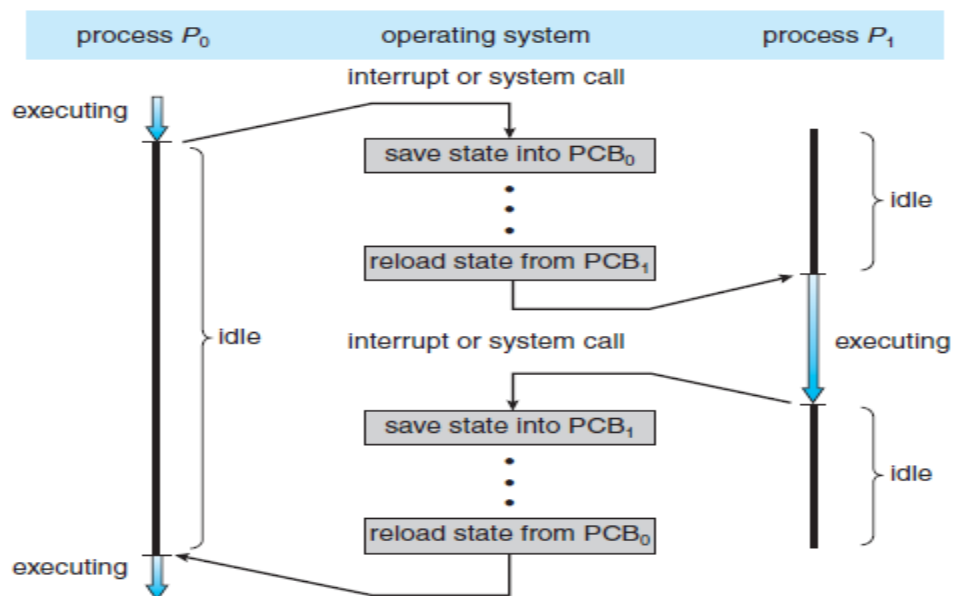 process P₀ operating system process P₁
interrupt or system call
executing
save state into PCB₀
idle
reload state from PCB₁
idle
interrupt or system call
executing
save state into PCB₁
idle
reload state from PCB₀
executing